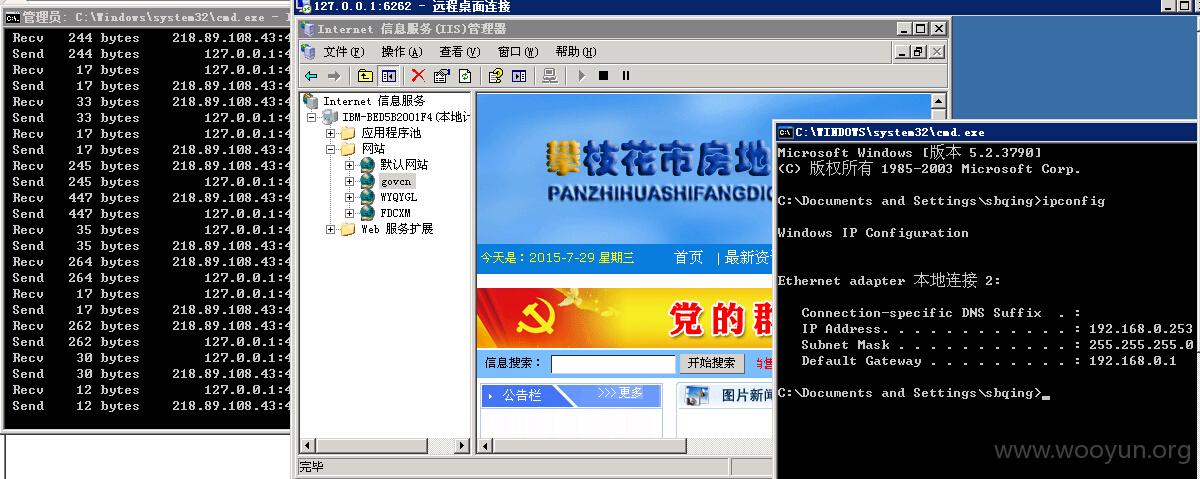 管理员: C:\Windows\system32\cmd.exe - 
Recv 244 bytes 218.89.108.43:4
Send 244 bytes 127.0.0.1:4
Recv 17 bytes 127.0.0.1:4
Send 17 bytes 218.89.108.43:4
Recv 33 bytes 218.89.108.43:4
Send 33 bytes 127.0.0.1:4
Recv 17 bytes 127.0.0.1:4
Send 17 bytes 218.89.108.43:4
Recv 245 bytes 218.89.108.43:4
Send 245 bytes 127.0.0.1:4
Recv 447 bytes 218.89.108.43:4
Send 447 bytes 127.0.0.1:4
Recv 35 bytes 127.0.0.1:4
Send 35 bytes 218.89.108.43:4
Recv 264 bytes 218.89.108.43:4
Send 264 bytes 127.0.0.1:4
Recv 17 bytes 127.0.0.1:4
Send 17 bytes 218.89.108.43:4
Recv 262 bytes 218.89.108.43:4
Send 262 bytes 127.0.0.1:4
Recv 30 bytes 218.89.108.43:4
Send 30 bytes 127.0.0.1:4
Recv 12 bytes 127.0.0.1:4
Send 12 bytes 218.89.108.43:4
127.0.0.1:6262 - 远程桌面连接
Internet 信息服务(IIS)管理器
文件(F) 操作(A) 查看(V) 窗口(W) 帮助(H)
Internet 信息服务
IBM-BED5B2001F4(本地计
应用程序池
网站
默认网站
govcn
WYQYGL
FDCXM
Web 服务扩展
完毕
攀枝花市房地
PANZHIHUASHIFANGDIC
今天是：2015-7-29 星期三 首页 | 最新资讯
党的群
信息搜索： 开始搜索
公告栏 >>>更多
图片新闻
C:\WINDOWS\system32\cmd.exe
Microsoft Windows [版本 5.2.3790]
(C) 版权所有 1985-2003 Microsoft Corp.
C:\Documents and Settings\sbqing>ipconfig
Windows IP Configuration
Ethernet adapter 本地连接 2:
Connection-specific DNS Suffix . :
IP Address. . . . . . . . . . . . : 192.168.0.253
Subnet Mask . . . . . . . . . . . : 255.255.255.0
Default Gateway . . . . . . . . . : 192.168.0.1
C:\Documents and Settings\sbqing>
www.wooyun.org